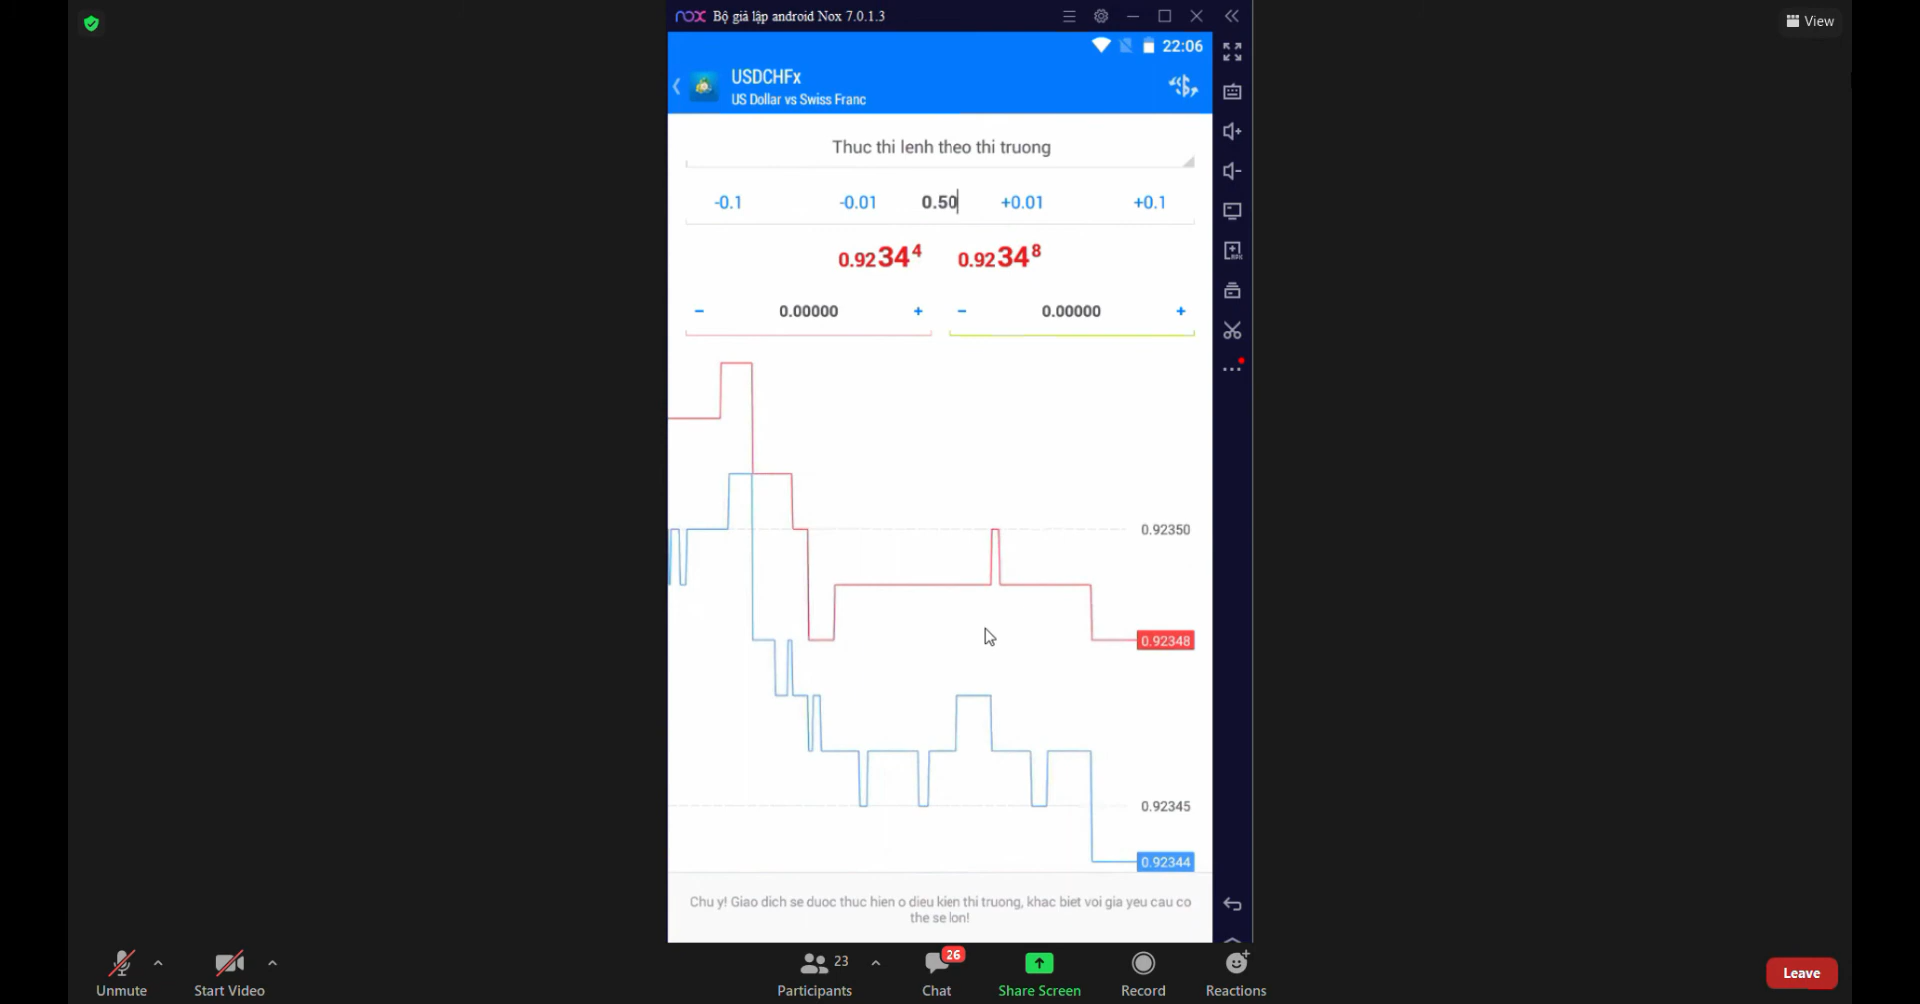 nox Bộ giả lập android Nox 7.0.1.3
View
22:06
USDCHFx
US Dollar vs Swiss Franc
Thuc thi lenh theo thi truong
-0.1 -0.01 0.50 +0.01 +0.1
0.92344 0.92348
- 0.00000 + - 0.00000 +
0.92350
0.92348
0.92345
0.92344
Chu y! Giao dich se duoc thuc hien o dieu kien thi truong, khac biet voi gia yeu cau co
the se lon!
Unmute
Start Video
23
Participants
26
Chat
Share Screen
Record
Reactions
Leave